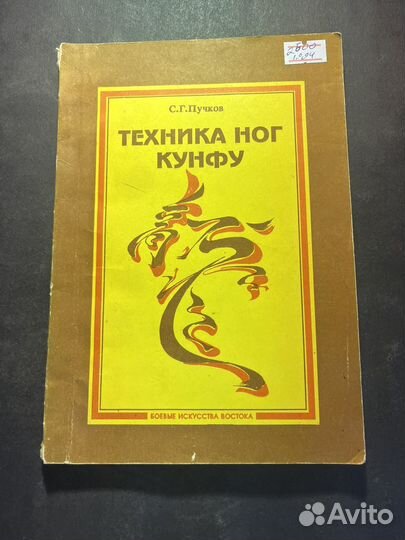 С.Г.Пучков
ТЕХНИКА НОГ
КУНФУ
БОЕВЫЕ ИСКУССТВА ВОСТОКА
Avito